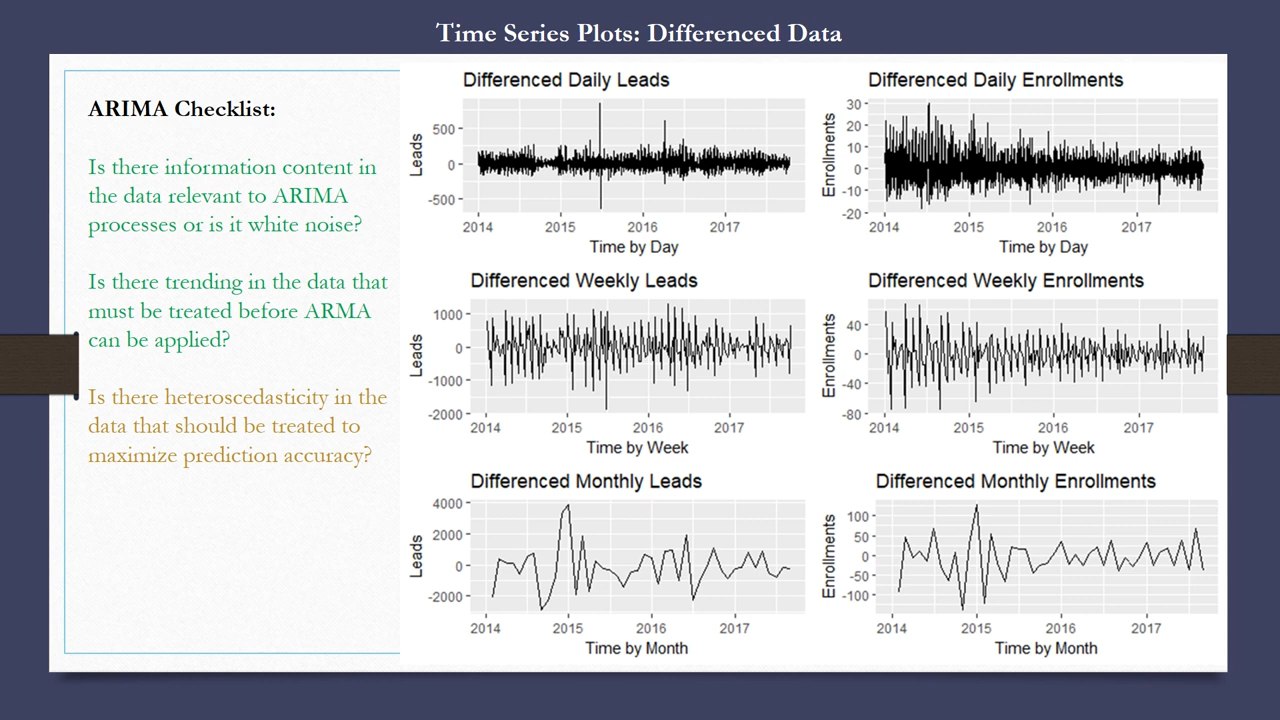 Time Series Plots: Differenced Data
ARIMA Checklist:
Is there information content in
the data relevant to ARIMA
processes or is it white noise?
Is there trending in the data that
must be treated before ARMA
can be applied?
Is there heteroscedasticity in the
data that should be treated to
maximize prediction accuracy?
Differenced Daily Leads
Leads
500
0
-500
2014 2015 2016 2017
Time by Day
Differenced Daily Enrollments
Enrollments
30
20
10
0
-10
-20
2014 2015 2016 2017
Time by Day
Differenced Weekly Leads
Leads
1000
0
-1000
-2000
2014 2015 2016 2017
Time by Week
Differenced Weekly Enrollments
Enrollments
40
0
-40
-80
2014 2015 2016 2017
Time by Week
Differenced Monthly Leads
Leads
4000
2000
0
-2000
2014 2015 2016 2017
Time by Month
Differenced Monthly Enrollments
Enrollments
100
50
0
-50
-100
2014 2015 2016 2017
Time by Month